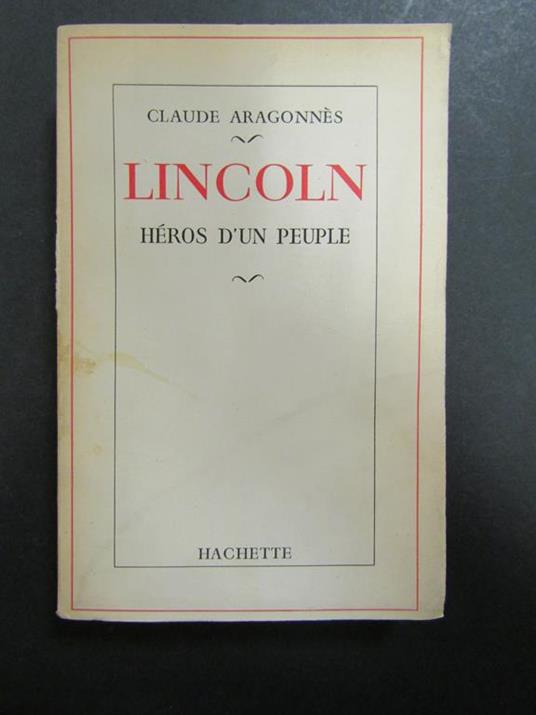 CLAUDE ARAGONNÈS
LINCOLN
HÉROS D'UN PEUPLE
HACHETTE